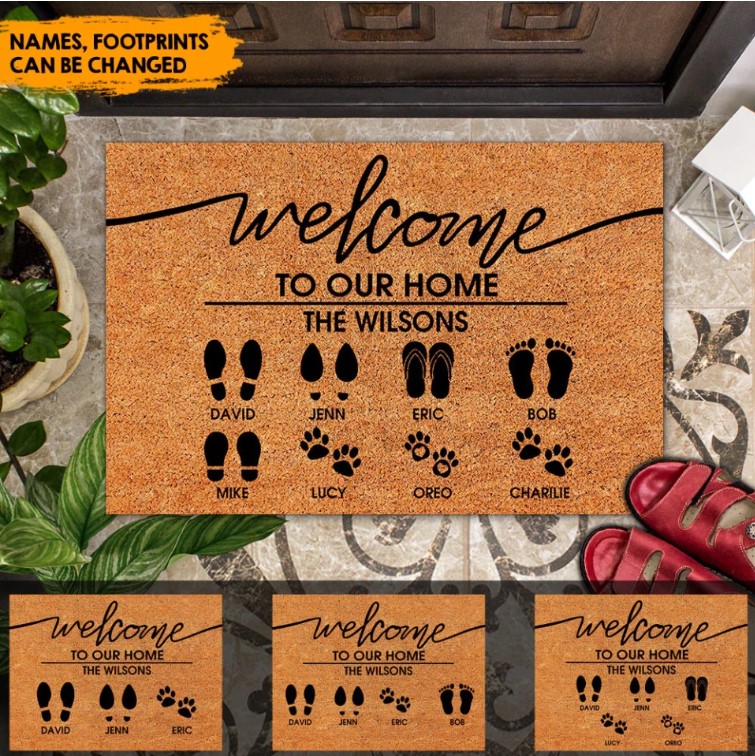 NAMES, FOOTPRINTS
CAN BE CHANGED
welcome
TO OUR HOME
THE WILSONS
DAVID JENN ERIC BOB
MIKE LUCY OREO CHARILIE
welcome
TO OUR HOME
THE WILSONS
DAVID JENN ERIC
welcome
TO OUR HOME
THE WILSONS
DAVID JENN ERIC BOB
welcome
TO OUR HOME
THE WILSONS
DAVID JENN ERIC
LUCY OREO